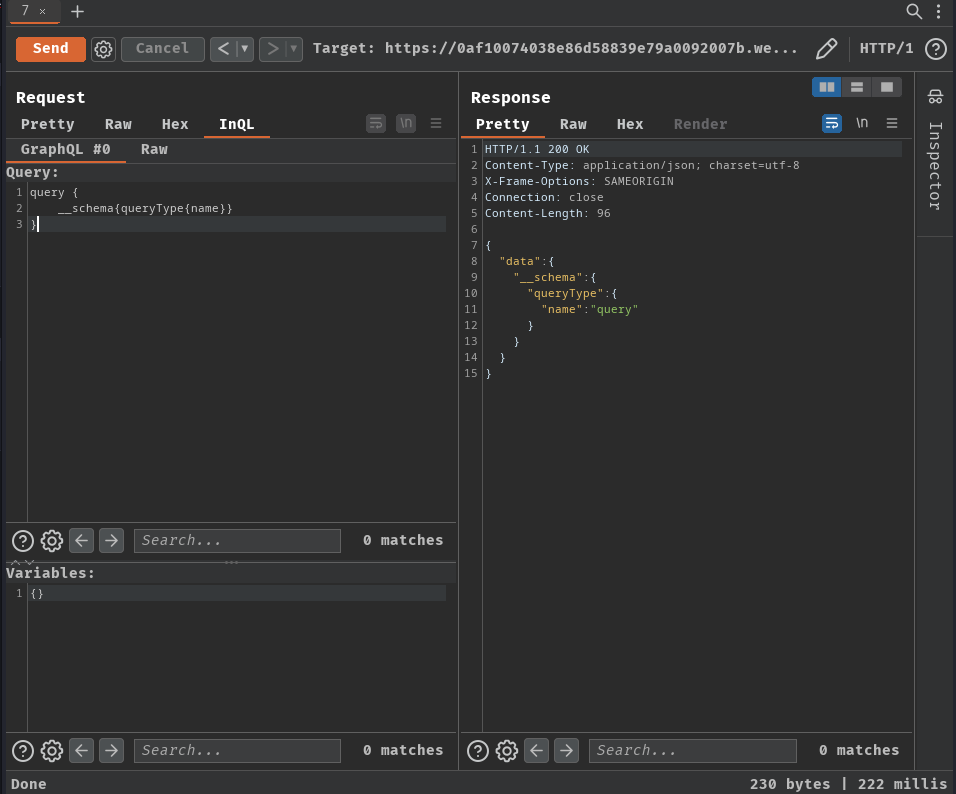 7 × +
Send Cancel < ▼ > ▼ Target: https://0af10074038e86d58839e79a0092007b.we... HTTP/1 ?
Request
Pretty Raw Hex InQL \n ≡
GraphQL #0 Raw
Query:
1 query {
2 __schema{queryType{name}}
3 }
? Search... 0 matches
Variables:
1 {}
? Search... 0 matches
Response
Pretty Raw Hex Render \n ≡
1 HTTP/1.1 200 OK
2 Content-Type: application/json; charset=utf-8
3 X-Frame-Options: SAMEORIGIN
4 Connection: close
5 Content-Length: 96
6
7 {
8 "data":{
9 "__schema":{
10 "queryType":{
11 "name":"query"
12 }
13 }
14 }
15 }
? Search... 0 matches
Inspector
Done 230 bytes | 222 millis